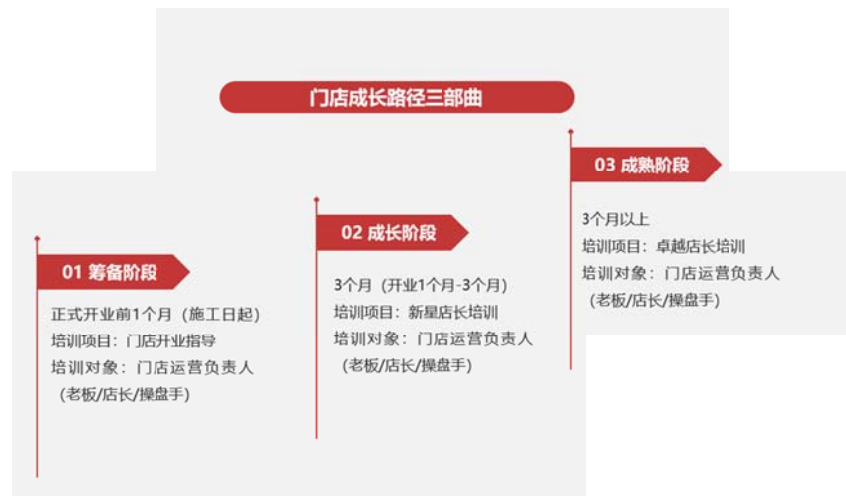 门店成长路径三部曲
01 筹备阶段
正式开业前1个月（施工日起）
培训项目：门店开业指导
培训对象：门店运营负责人
（老板/店长/操盘手）
02 成长阶段
3个月（开业1个月-3个月）
培训项目：新星店长培训
培训对象：门店运营负责人
（老板/店长/操盘手）
03 成熟阶段
3个月以上
培训项目：卓越店长培训
培训对象：门店运营负责人
（老板/店长/操盘手）